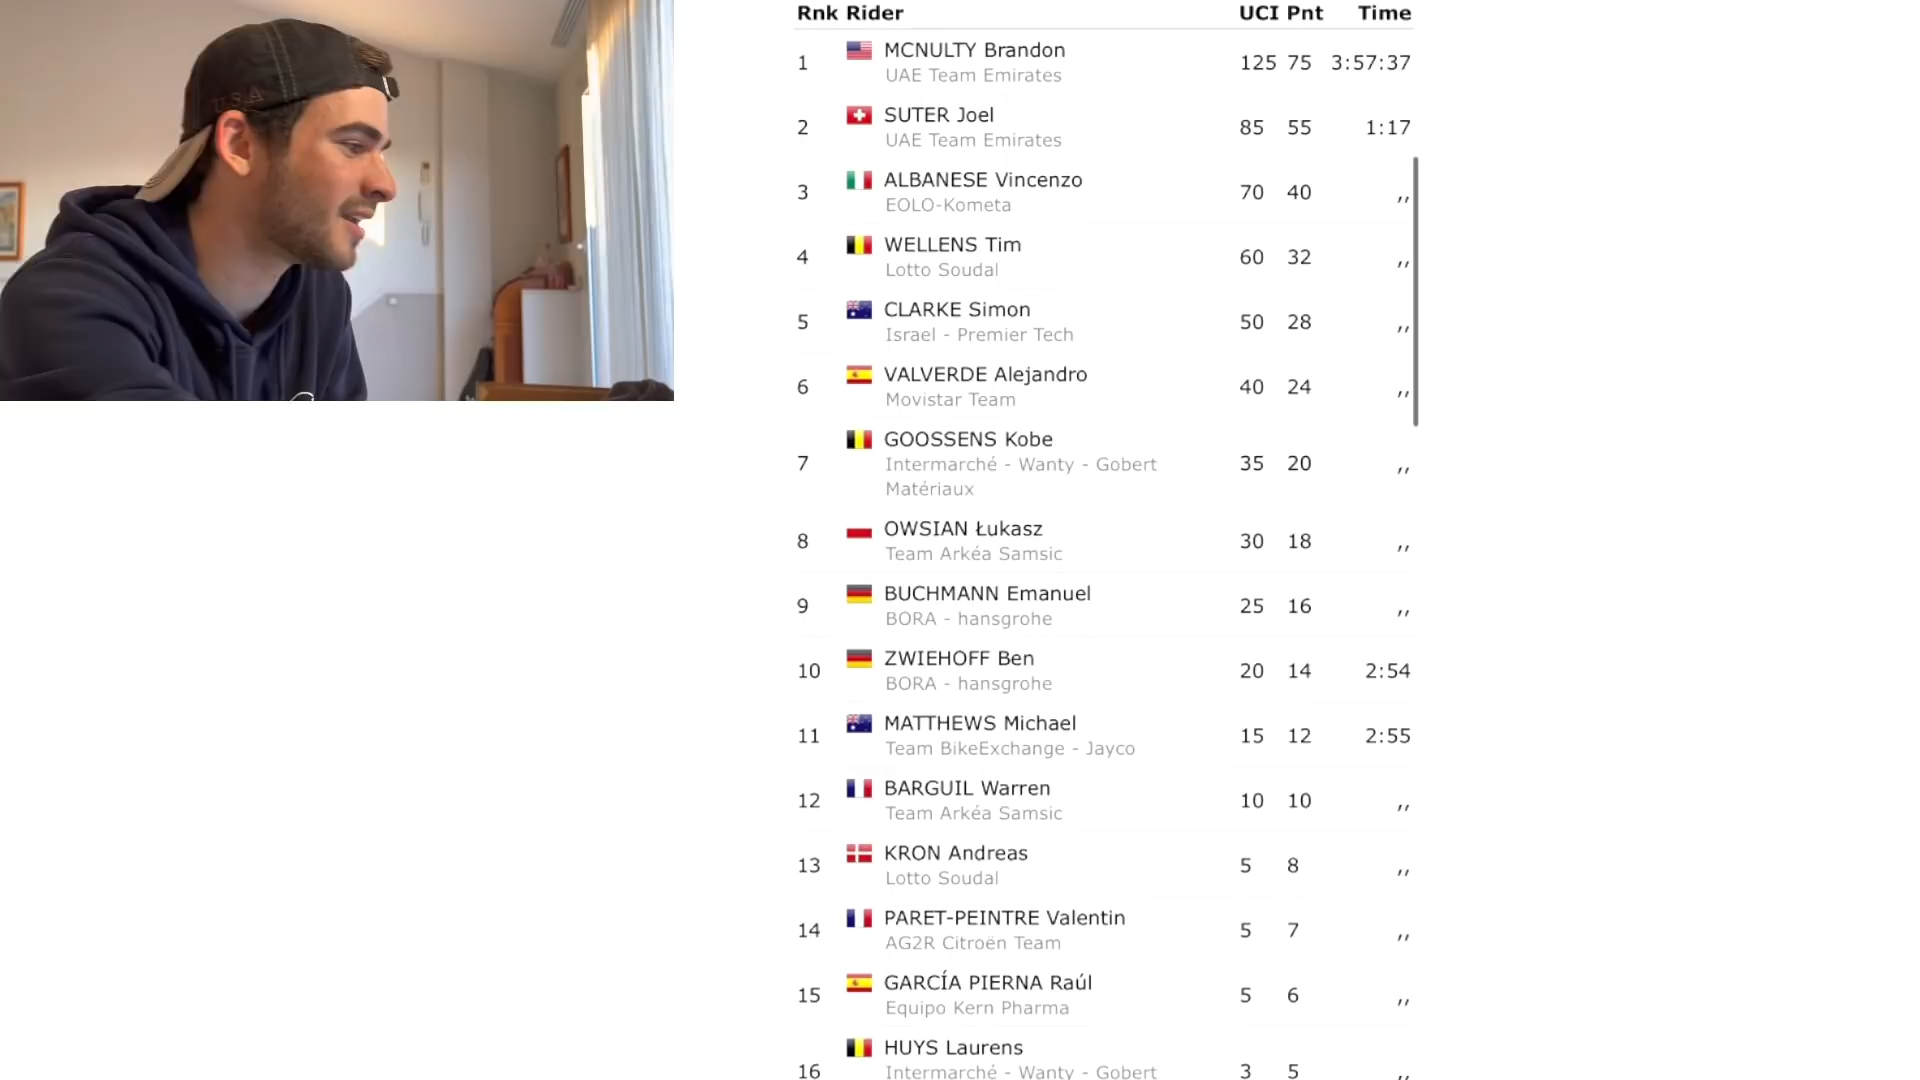 USA
Rnk Rider UCI Pnt Time
1 MCNULTY Brandon 125 75 3:57:37
UAE Team Emirates
2 SUTER Joel 85 55 1:17
UAE Team Emirates
3 ALBANESE Vincenzo 70 40 ,,
EOLO-Kometa
4 WELLENS Tim 60 32 ,,
Lotto Soudal
5 CLARKE Simon 50 28 ,,
Israel - Premier Tech
6 VALVERDE Alejandro 40 24 ,,
Movistar Team
7 GOOSSENS Kobe 35 20 ,,
Intermarché - Wanty - Gobert
Matériaux
8 OWSIAN Łukasz 30 18 ,,
Team Arkéa Samsic
9 BUCHMANN Emanuel 25 16 ,,
BORA - hansgrohe
10 ZWIEHOFF Ben 20 14 2:54
BORA - hansgrohe
11 MATTHEWS Michael 15 12 2:55
Team BikeExchange - Jayco
12 BARGUIL Warren 10 10 ,,
Team Arkéa Samsic
13 KRON Andreas 5 8 ,,
Lotto Soudal
14 PARET-PEINTRE Valentin 5 7 ,,
AG2R Citroën Team
15 GARCÍA PIERNA Raúl 5 6 ,,
Equipo Kern Pharma
16 HUYS Laurens 3 5 ,,
Intermarché - Wanty - Gobert